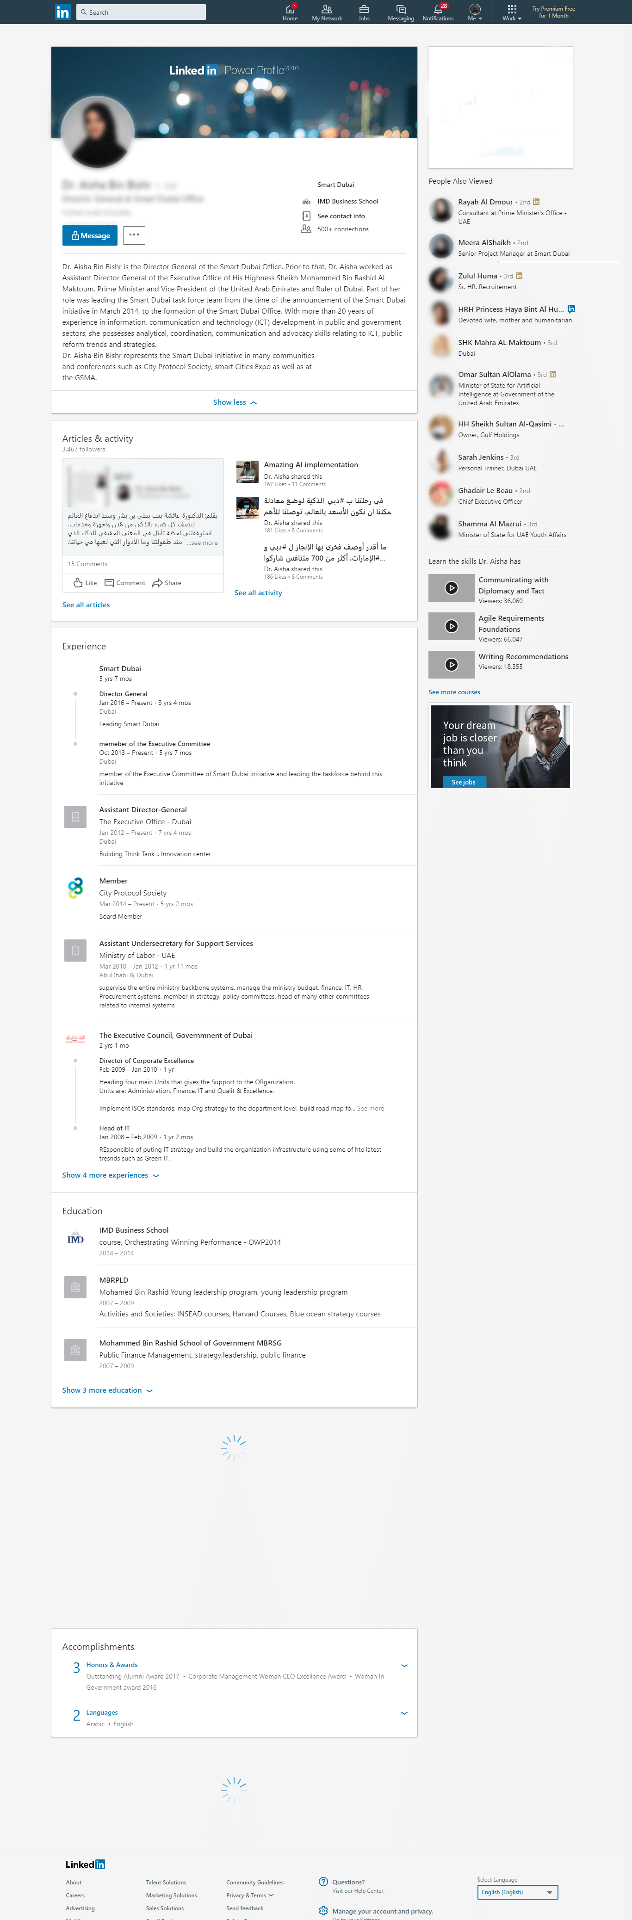 Search
Home
My Network
Jobs
Messaging
28
Notifications
Me
Work
Try Premium Free
for 1 Month
Linked in Power Profile 2016
Dr. Aisha Bin Bishr
Director General at Smart Dubai Office
Smart Dubai
IMD Business School
See contact info
500+ connections
Message
Dr. Aisha Bin Bishr is the Director General of the Smart Dubai Office. Prior to that, Dr. Aisha worked as
Assistant Director General of the Executive Office of His Highness Sheikh Mohammed Bin Rashid Al
Maktoum, Prime Minister and Vice President of the United Arab Emirates and Ruler of Dubai. Part of her
role was leading the Smart Dubai task force team from the time of the announcement of the Smart Dubai
initiative in March 2014, to the formation of the Smart Dubai Office. With more than 20 years of
experience in information, communication and technology (ICT) development in public and government
sectors, she possesses analytical, coordination, communication and advocacy skills relating to ICT, public
reform trends and strategies.
Dr. Aisha Bin Bishr represents the Smart Dubai Initiative in many communities
and conferences such as City Protocol Society, smart Cities Expo as well as at
the GSMA.
Show less
Articles & activity
3,467 followers
...see more
15 Comments
Like
Comment
Share
See all articles
Amazing AI implementation
Dr. Aisha shared this
167 Likes • 11 Comments
في رحلتنا ب #دبي الذكية لوضع معادلة
مكننا أن نكون الأسعد بالعالم، توصلنا للأهم
Dr. Aisha shared this
181 Likes • 8 Comments
ما أقدر أوصف فخري بها الإنجاز ل #دبي و
#الإمارات، أكثر من 700 متنافس شاركوا...
Dr. Aisha shared this
186 Likes • 8 Comments
See all activity
Experience
Smart Dubai
5 yrs 7 mos
Director General
Jan 2016 – Present • 3 yrs 4 mos
Dubai
Leading Smart Dubai
memeber of the Executive Committee
Oct 2013 – Present • 5 yrs 7 mos
Dubai
member of the Executive Committee of Smart Dubai initiative and leading the taskforce behind this
initiative
Assistant Director-General
The Executive Office - Dubai
Jan 2012 – Present • 7 yrs 4 mos
Dubai
Building Think Tank .. Innovation center
Member
City Protocol Society
Mar 2014 – Present • 5 yrs 2 mos
Board Member
Assistant Undersecretary for Support Services
Ministry of Labor - UAE
Mar 2010 – Jan 2012 • 1 yr 11 mos
AbuDhabi & Dubai
supervise the entire ministry backbone systems, manage the ministry budget, finance, IT, HR,
Procurement systems, member in strategy, policy committees, head of many other committees
related to internal systems
The Executive Council, Governmnent of Dubai
2 yrs 1 mo
Director of Corporate Excellence
Feb 2009 – Jan 2010 • 1 yr
Heading four main Units that gives the Support to the ORganization.
Units are: Administration, Finance, IT and Qualit & Excellence.
Implement ISOs standards, map Org strategy to the department level, build road map fo... See more
Head of IT
Jan 2008 – Feb 2009 • 1 yr 2 mos
REsponsible of puting IT strategy and build the organization Infrestructure using some of hte latest
tresnds such as Green IT.
Show 4 more experiences
Education
IMD
IMD Business School
course, Orchestrating Winning Performance - OWP2014
2014 – 2014
MBRPLD
Mohamed Bin Rashid Young leadership program, young leadership program
2007 – 2009
Activities and Societies: INSEAD courses, Harvard Courses, Blue ocean strategy courses
Mohammed Bin Rashid School of Government MBRSG
Public Finance Management, strategy,leadership, public finance
2007 – 2009
Show 3 more education
Accomplishments
3
Honors & Awards
Outstanding Alumni Award 2017 • Corporate Management Woman CEO Excellence Award • Woman In
Government award 2016
2
Languages
Arabic • English
People Also Viewed
Rayah Al Dmour • 2nd
Consultant at Prime Minister's Office -
UAE
Meera AlShaikh • 2nd
Senior Project Manager at Smart Dubai
Zulul Huma • 3rd
Sr. HR. Recruitement
HRH Princess Haya Bint Al Hu...
Devoted wife, mother and humanitarian
SHK Mahra AL Maktoum • 3rd
Dubai
Omar Sultan AlOlama • 3rd
Minister of State for Artificial
Intelligence at Government of the
United Arab Emirates
HH Sheikh Sultan Al-Qasimi - ...
Owner, Gulf Holdings
Sarah Jenkins • 3rd
Personal Trainer, Dubai UAE
Ghadair Le Beau • 2nd
Chief Executive Officer
Shamma Al Mazrui • 3rd
Minister of State for UAE Youth Affairs
Learn the skills Dr. Aisha has
Communicating with
Diplomacy and Tact
Viewers: 36,060
Agile Requirements
Foundations
Viewers: 66,047
Writing Recommendations
Viewers: 18,355
See more courses
Your dream
job is closer
than you
think
See jobs
Linked in
About
Careers
Advertising
Talent Solutions
Marketing Solutions
Sales Solutions
Community Guidelines
Privacy & Terms
Send feedback
Questions?
Visit our Help Center.
Manage your account and privacy.
Select Language
English (English)